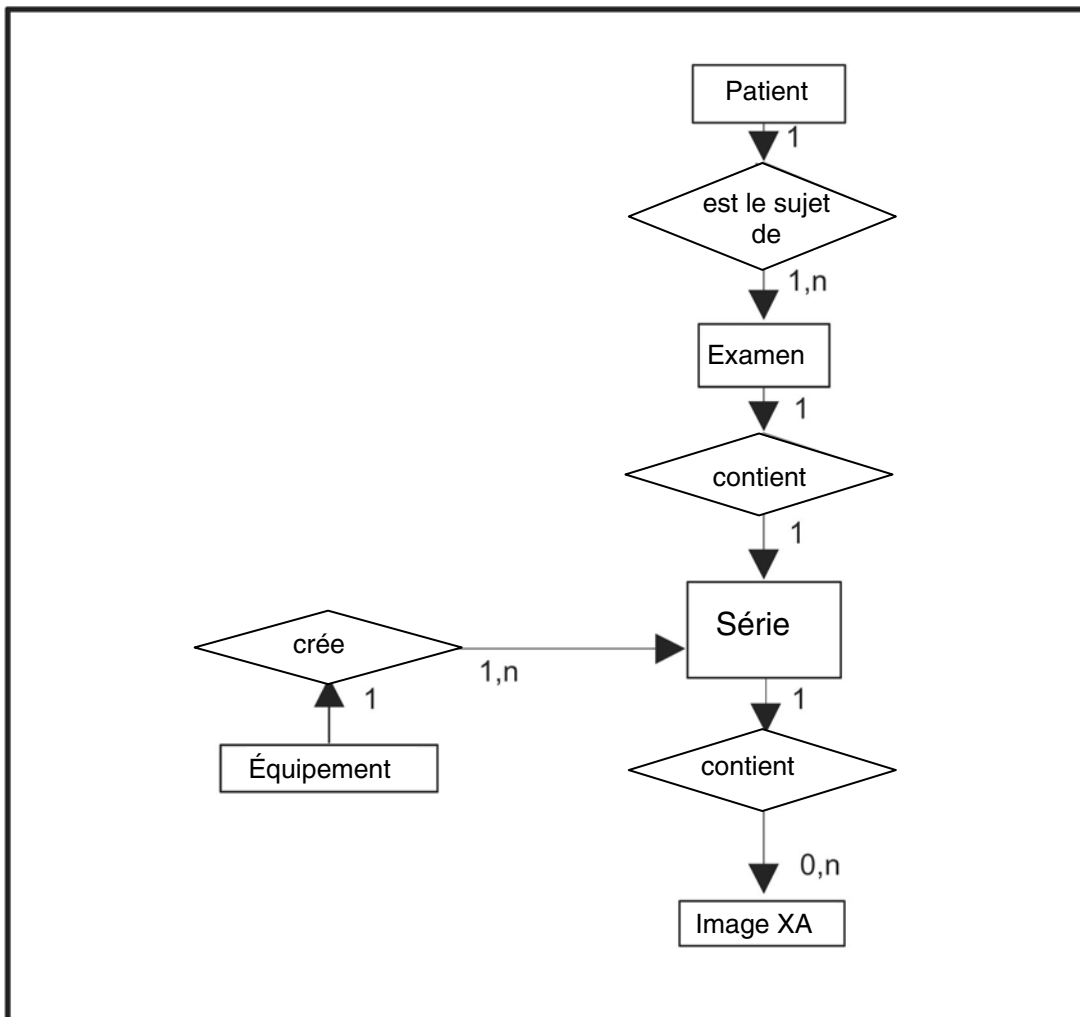 Patient
1
est le sujet
de
1,n
Examen
1
contient
1
Série
crée
1,n
1
Équipement
1
contient
0,n
Image XA